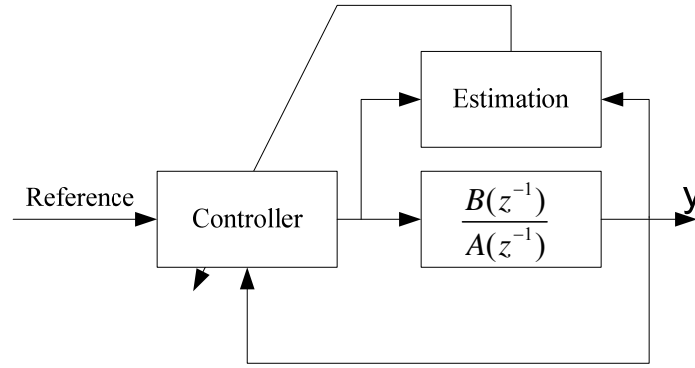 Estimation
Reference
Controller
B(z⁻¹)
A(z⁻¹)
y